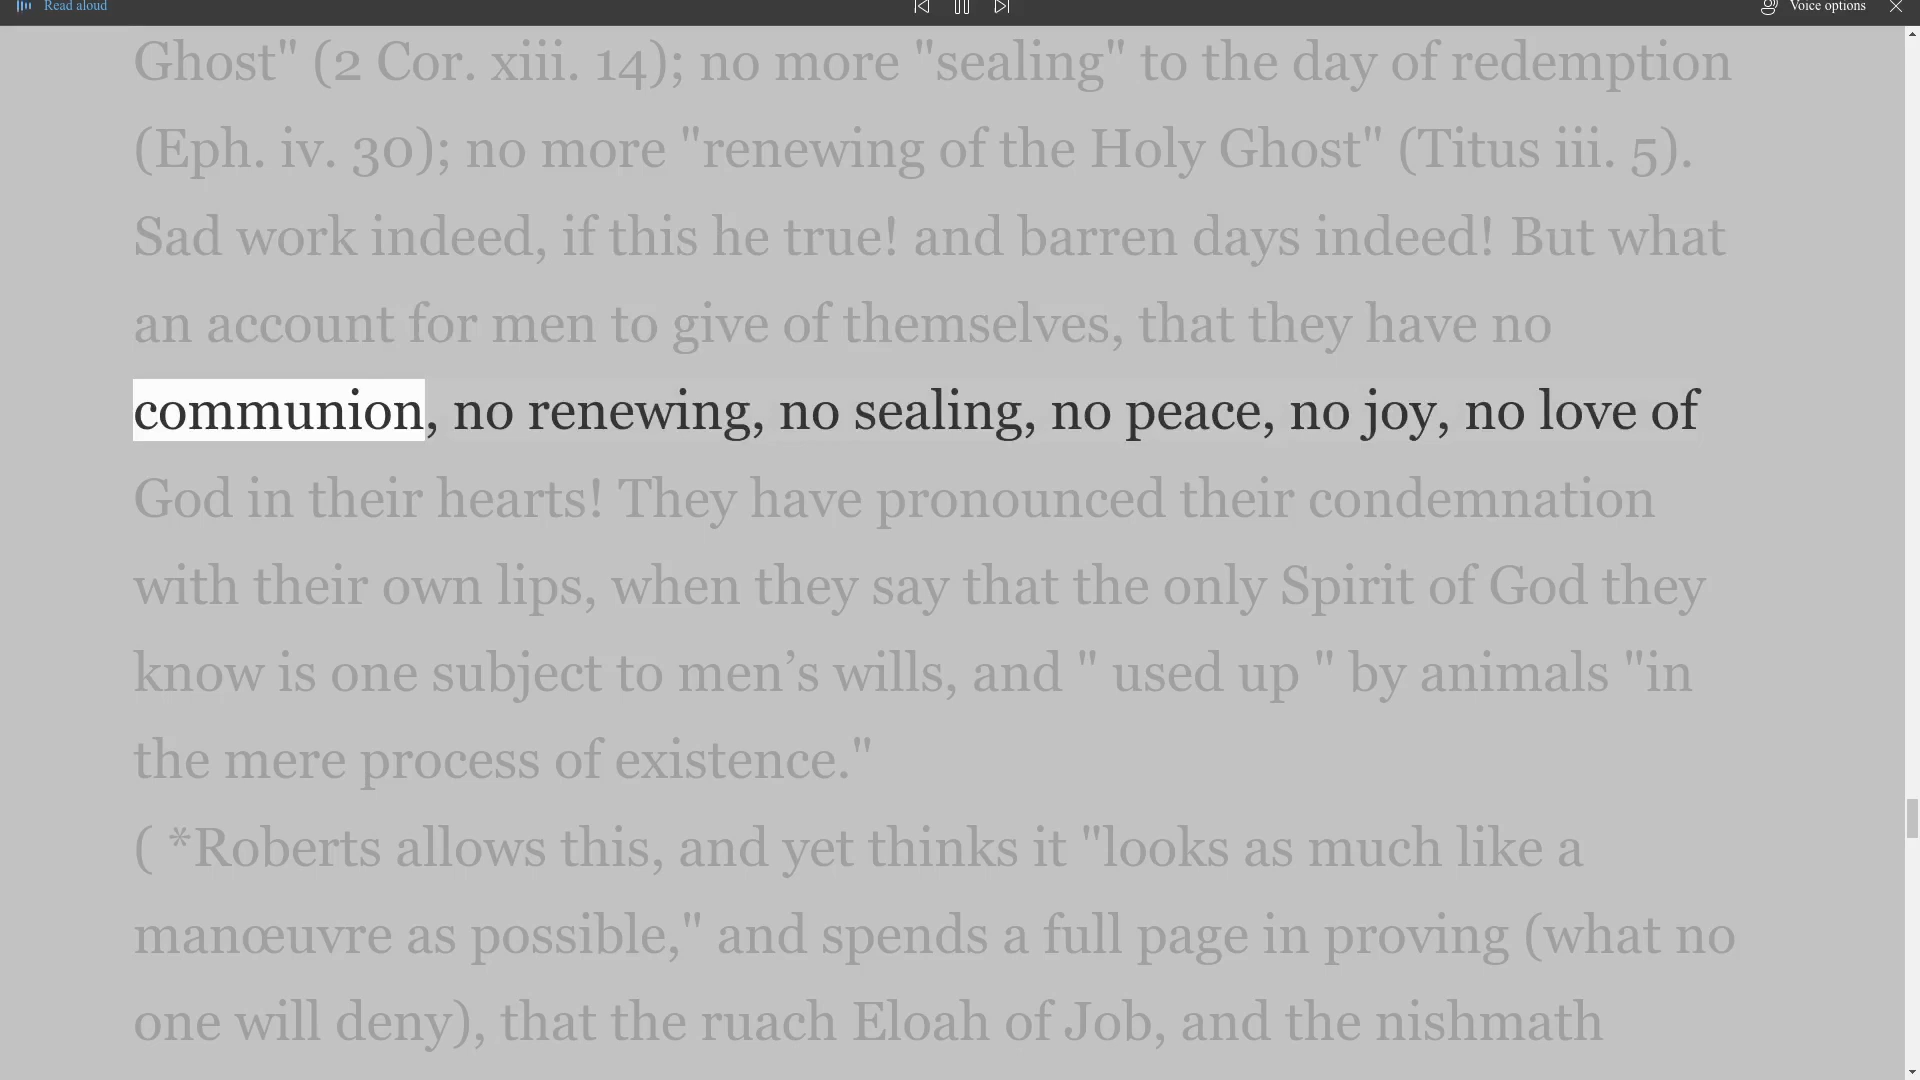 Read aloud
Voice options
Ghost" (2 Cor. xiii. 14); no more "sealing" to the day of redemption
(Eph. iv. 30); no more "renewing of the Holy Ghost" (Titus iii. 5).
Sad work indeed, if this he true! and barren days indeed! But what
an account for men to give of themselves, that they have no
communion, no renewing, no sealing, no peace, no joy, no love of
God in their hearts! They have pronounced their condemnation
with their own lips, when they say that the only Spirit of God they
know is one subject to men’s wills, and " used up " by animals "in
the mere process of existence."
( *Roberts allows this, and yet thinks it "looks as much like a
manœuvre as possible," and spends a full page in proving (what no
one will deny), that the ruach Eloah of Job, and the nishmath